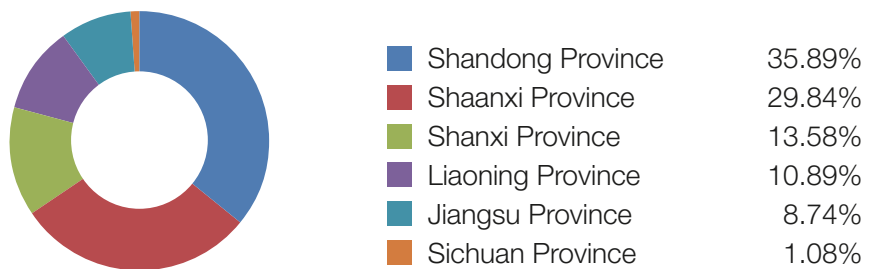 Shandong Province 35.89%
Shaanxi Province 29.84%
Shanxi Province 13.58%
Liaoning Province 10.89%
Jiangsu Province 8.74%
Sichuan Province 1.08%